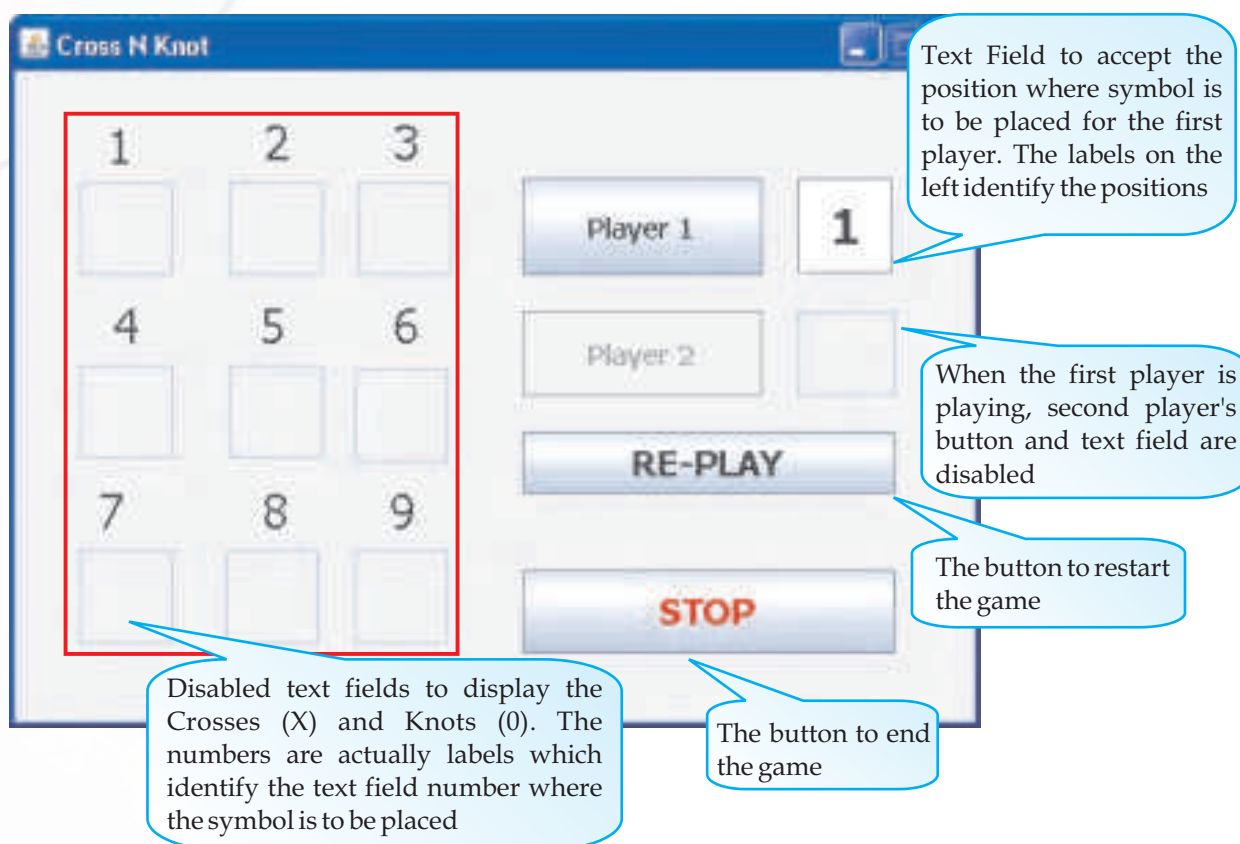 Cross N Knot
Text Field to accept the
position where symbol is
to be placed for the first
player. The labels on the
left identify the positions
1 2 3
Player 1 1
4 5 6
Player 2
When the first player is
playing, second player's
button and text field are
disabled
RE-PLAY
7 8 9
The button to restart
the game
STOP
Disabled text fields to display the
Crosses (X) and Knots (0). The
numbers are actually labels which
identify the text field number where
the symbol is to be placed
The button to end
the game